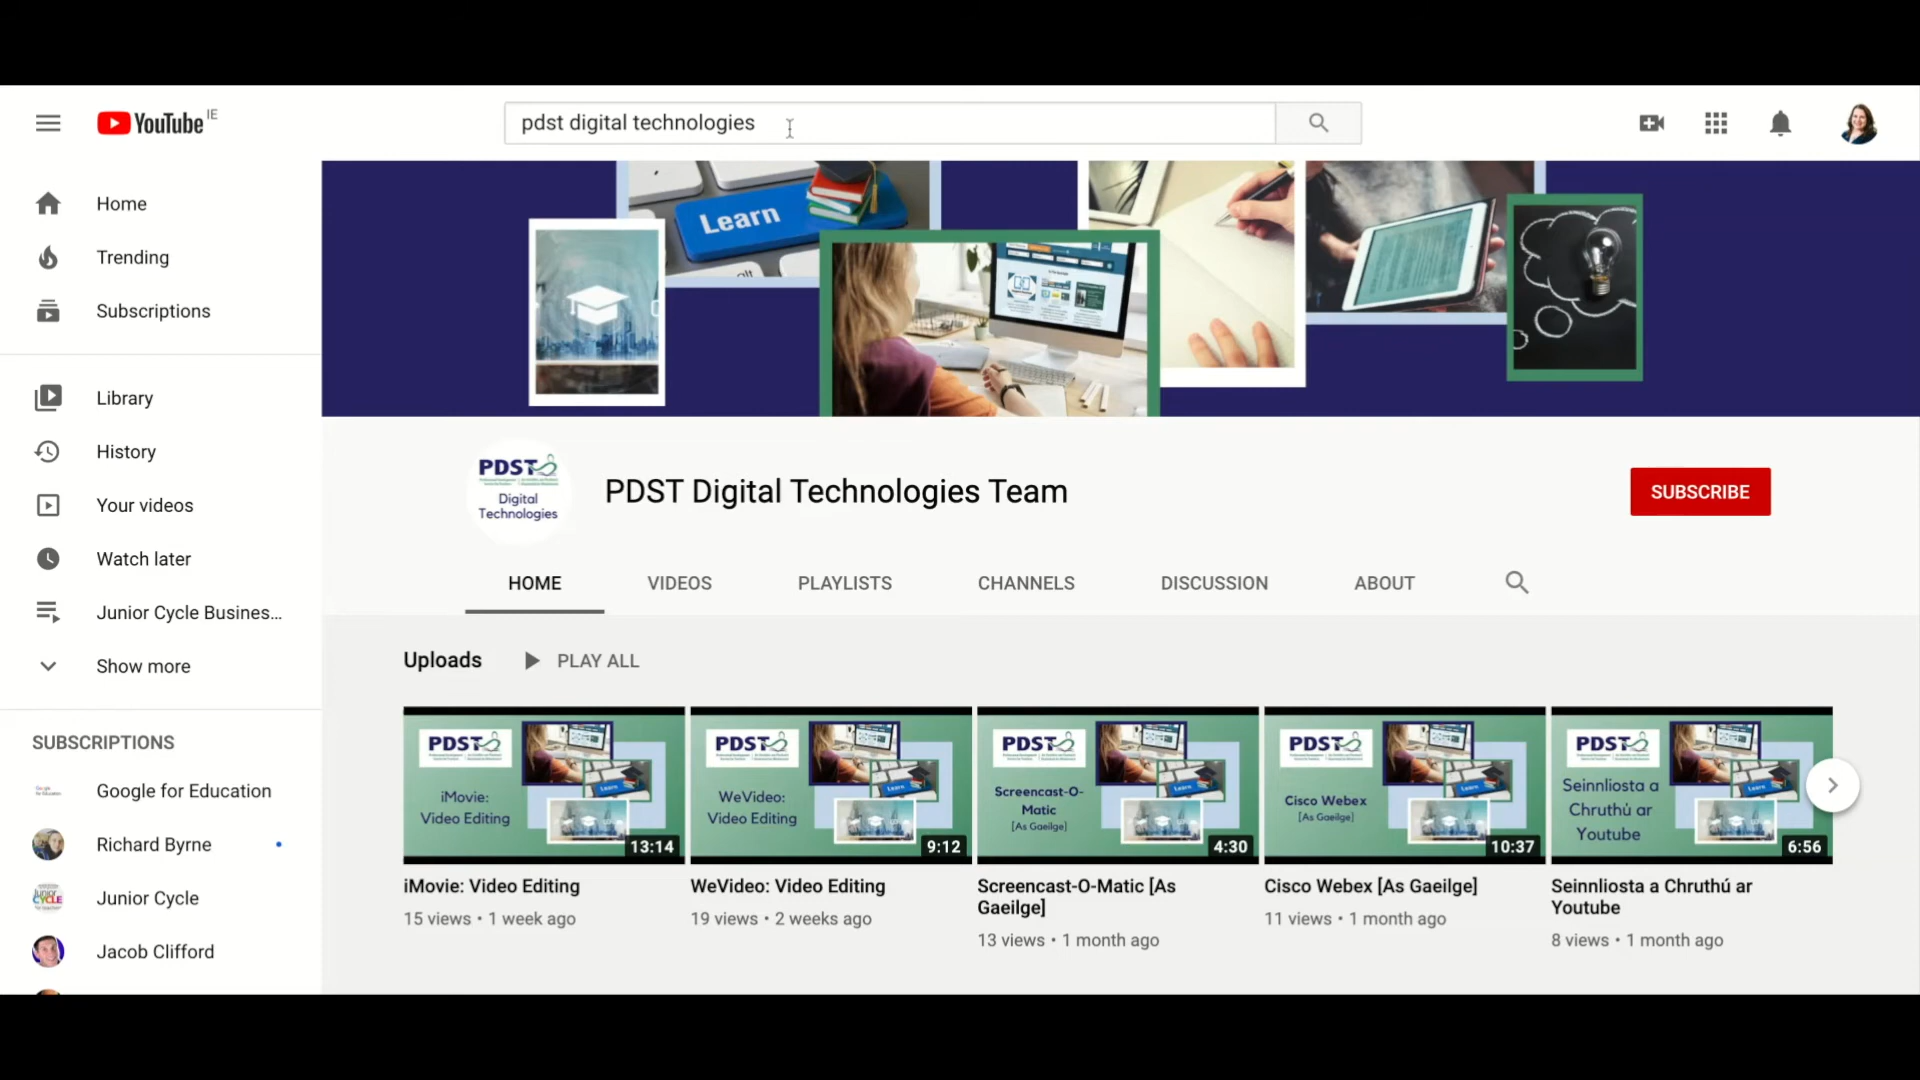 YouTube IE
pdst digital technologies
Home
Trending
Subscriptions
Library
History
Your videos
Watch later
Junior Cycle Busines...
Show more
SUBSCRIPTIONS
Google for Education
Richard Byrne
Junior Cycle
Jacob Clifford
Learn
alt
PDST
Digital
Technologies
PDST Digital Technologies Team
SUBSCRIBE
HOME
VIDEOS
PLAYLISTS
CHANNELS
DISCUSSION
ABOUT
Uploads
PLAY ALL
PDST
iMovie:
Video Editing
Learn
13:14
iMovie: Video Editing
15 views • 1 week ago
PDST
WeVideo:
Video Editing
Learn
9:12
WeVideo: Video Editing
19 views • 2 weeks ago
PDST
Screencast-O-
Matic
[As Gaeilge]
Learn
4:30
Screencast-O-Matic [As
Gaeilge]
13 views • 1 month ago
PDST
Cisco Webex
[As Gaeilge]
Learn
10:37
Cisco Webex [As Gaeilge]
11 views • 1 month ago
PDST
Seinnliosta a
Chruthú ar
Youtube
Learn
6:56
Seinnliosta a Chruthú ar
Youtube
8 views • 1 month ago